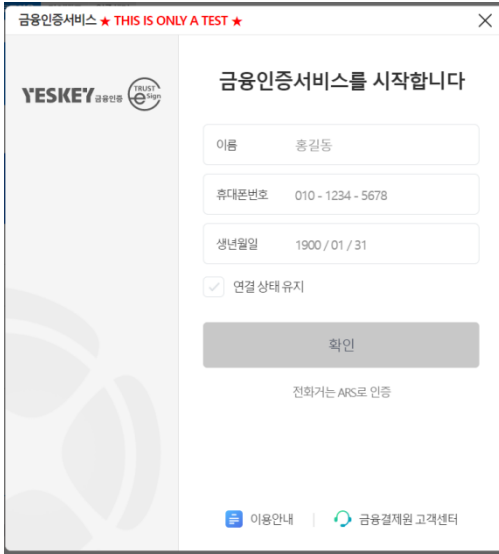 금융인증서비스 ★ THIS IS ONLY A TEST ★
YESKEY 금융인증 TRUST eSign
금융인증서비스를 시작합니다
이름 홍길동
휴대폰번호 010 - 1234 - 5678
생년월일 1900 / 01 / 31
연결 상태 유지
확인
전화거는 ARS로 인증
이용안내 | 금융결제원 고객센터